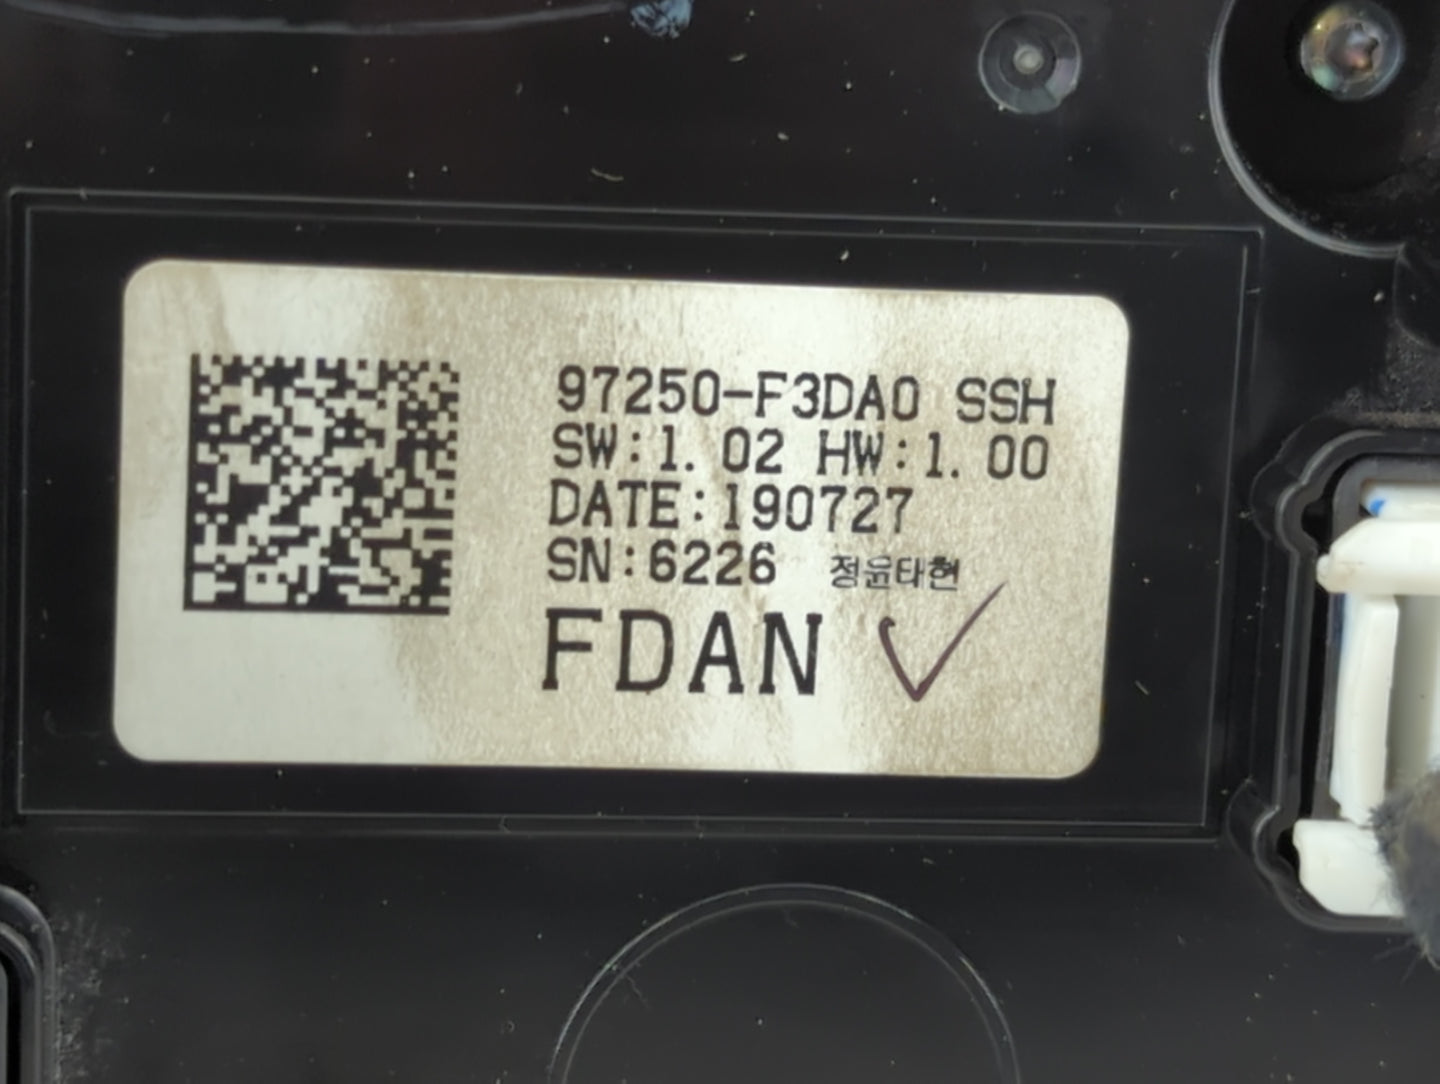 97250-F3DA0 SSH
SW:1.02 HW:1.00
DATE:190727
SN:6226 정윤태현
FDAN